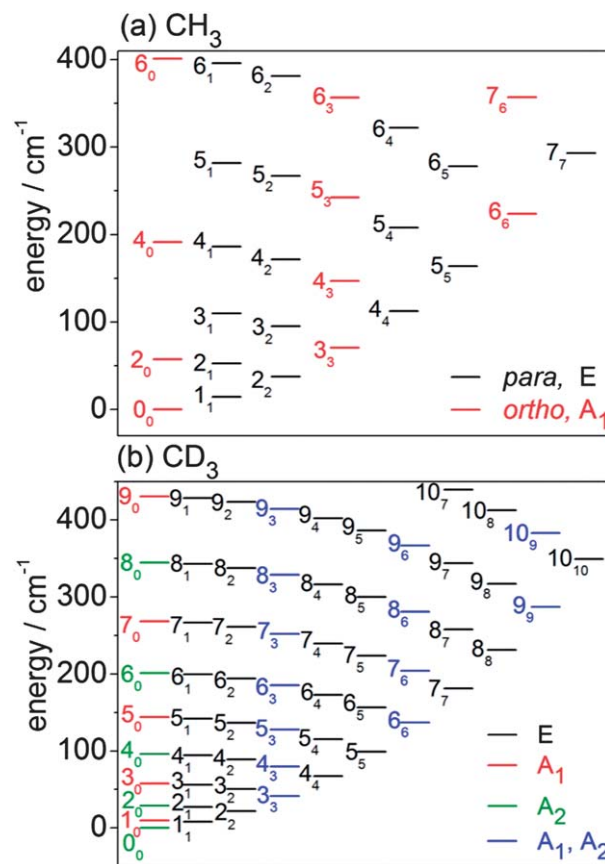 (a) CH₃
energy / cm⁻¹
400
300
200
100
0
6₀ 6₁ 6₂ 6₃ 6₄ 6₅ 7₆ 7₇
5₁ 5₂ 5₃ 5₄ 5₅ 6₆
4₀ 4₁ 4₂ 4₃ 4₄
3₁ 3₂ 3₃
2₀ 2₁ 2₂
0₀ 1₁
para, E
ortho, A₁
(b) CD₃
energy / cm⁻¹
400
300
200
100
0
10₇ 10₈ 10₉ 10₁₀
9₀ 9₁ 9₂ 9₃ 9₄ 9₅ 9₆ 9₇ 9₈ 9₉
8₀ 8₁ 8₂ 8₃ 8₄ 8₅ 8₆ 8₇ 8₈
7₀ 7₁ 7₂ 7₃ 7₄ 7₅ 7₆ 7₇
6₀ 6₁ 6₂ 6₃ 6₄ 6₅ 6₆
5₀ 5₁ 5₂ 5₃ 5₄ 5₅
4₀ 4₁ 4₂ 4₃ 4₄
3₀ 3₁ 3₂ 3₃
2₀ 2₁ 2₂
1₀ 1₁
0₀
E
A₁
A₂
A₁, A₂